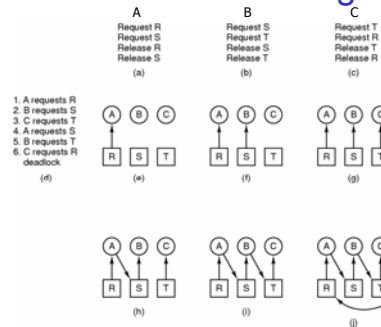 A B C
Request R Request S Request T
Request S Request T Request R
Release R Release S Release T
Release S Release T Release R
(a) (b) (c)
1. A requests R
2. B requests S
3. C requests T
4. A requests S
5. B requests T
6. C requests R
deadlock
(d)
A B C A B C A B C
R S T R S T R S T
(e) (f) (g)
A B C A B C A B C
R S T R S T R S T
(h) (i) (j)